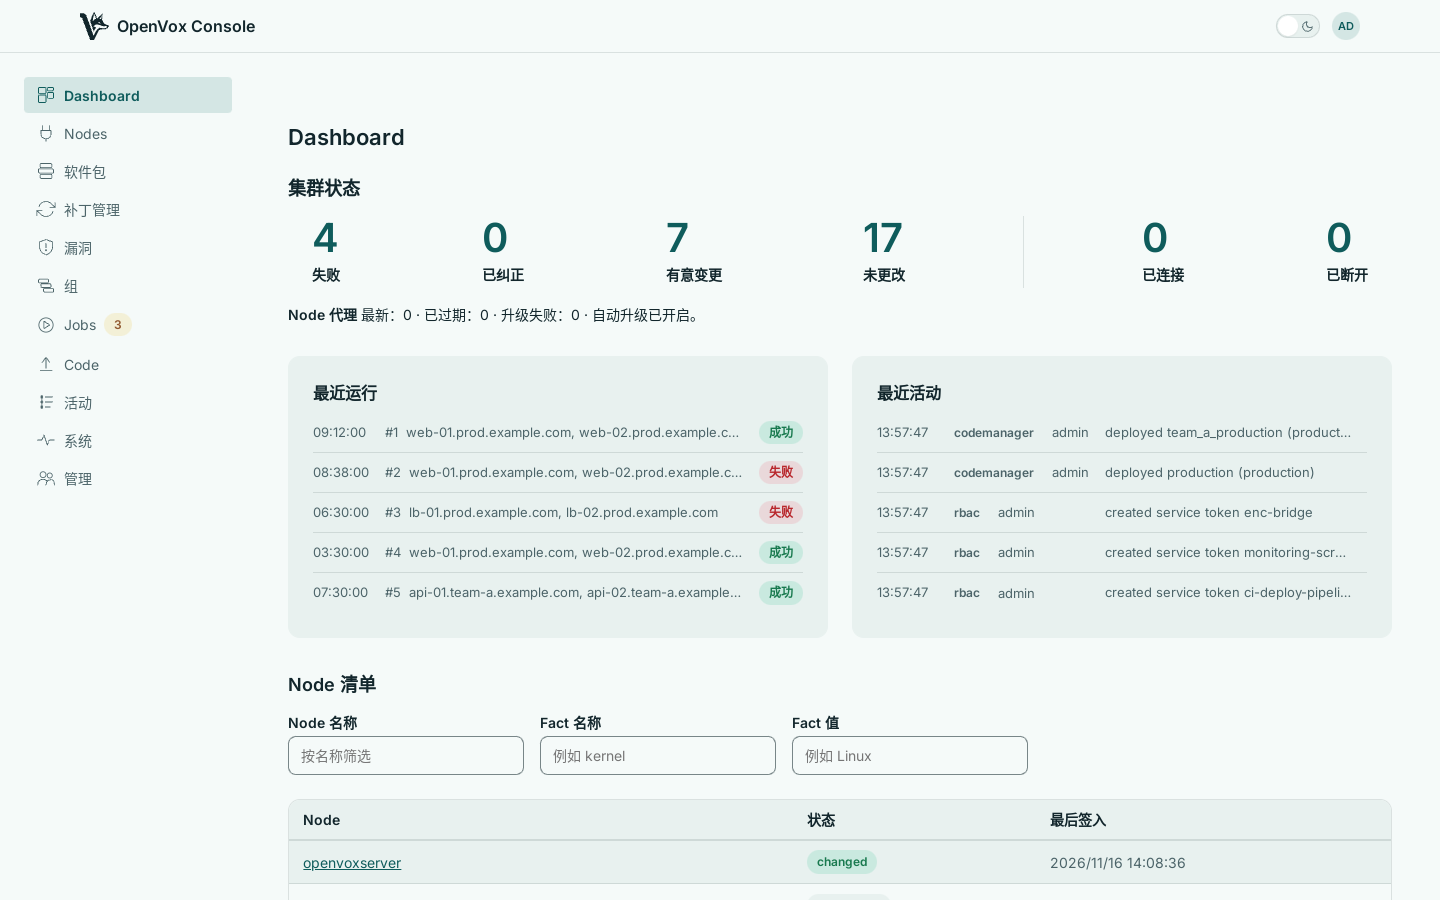 OpenVox Console
AD
Dashboard
Nodes
软件包
补丁管理
漏洞
组
Jobs 3
Code
活动
系统
管理
Dashboard
集群状态
4 0 7 17 0 0
失败 已纠正 有意变更 未更改 已连接 已断开
Node 代理 最新：0 · 已过期：0 · 升级失败：0 · 自动升级已开启。
最近运行
09:12:00 #1 web-01.prod.example.com, web-02.prod.example.c... 成功
08:38:00 #2 web-01.prod.example.com, web-02.prod.example.c... 失败
06:30:00 #3 lb-01.prod.example.com, lb-02.prod.example.com 失败
03:30:00 #4 web-01.prod.example.com, web-02.prod.example.c... 成功
07:30:00 #5 api-01.team-a.example.com, api-02.team-a.example... 成功
最近活动
13:57:47 codemanager admin deployed team_a_production (product...
13:57:47 codemanager admin deployed production (production)
13:57:47 rbac admin created service token enc-bridge
13:57:47 rbac admin created service token monitoring-scr...
13:57:47 rbac admin created service token ci-deploy-pipeli...
Node 清单
Node 名称 Fact 名称 Fact 值
按名称筛选 例如 kernel 例如 Linux
Node 状态 最后签入
openvoxserver changed 2026/11/16 14:08:36